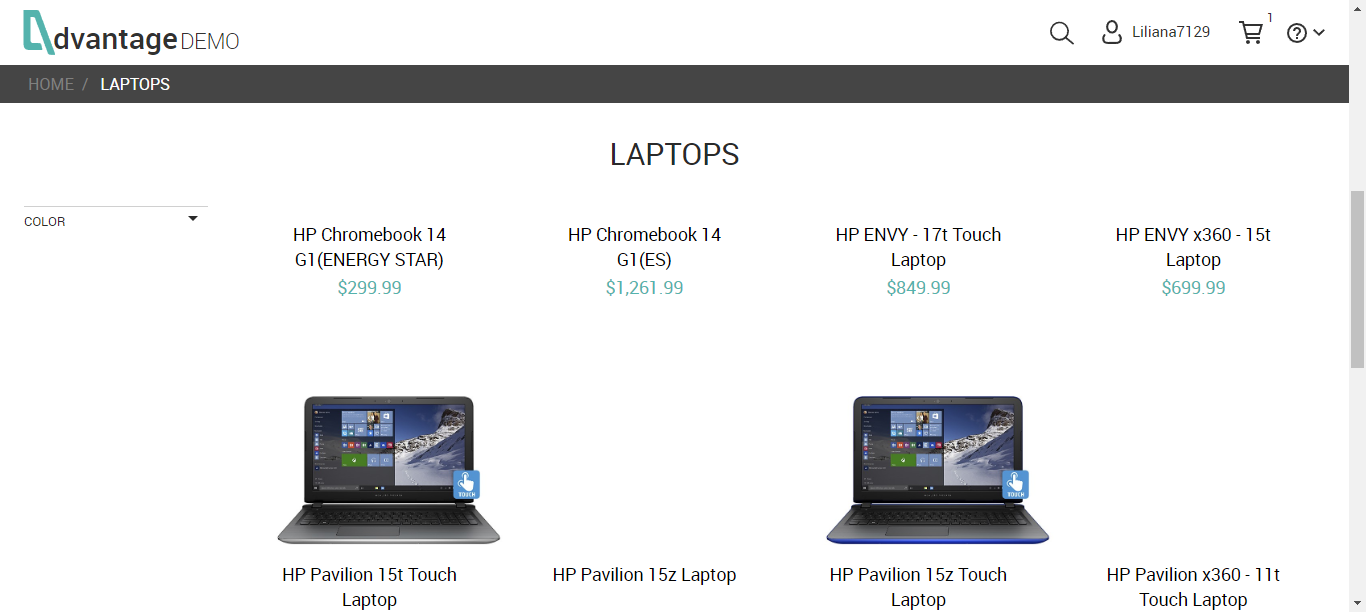 dvantage DEMO
Liliana7129
1
HOME / LAPTOPS
LAPTOPS
COLOR
HP Chromebook 14
G1(ENERGY STAR)
$299.99
HP Chromebook 14
G1(ES)
$1,261.99
HP ENVY - 17t Touch
Laptop
$849.99
HP ENVY x360 - 15t
Laptop
$699.99
TOUCH
TOUCH
HP Pavilion 15t Touch
Laptop
HP Pavilion 15z Laptop
HP Pavilion 15z Touch
Laptop
HP Pavilion x360 - 11t
Touch Laptop